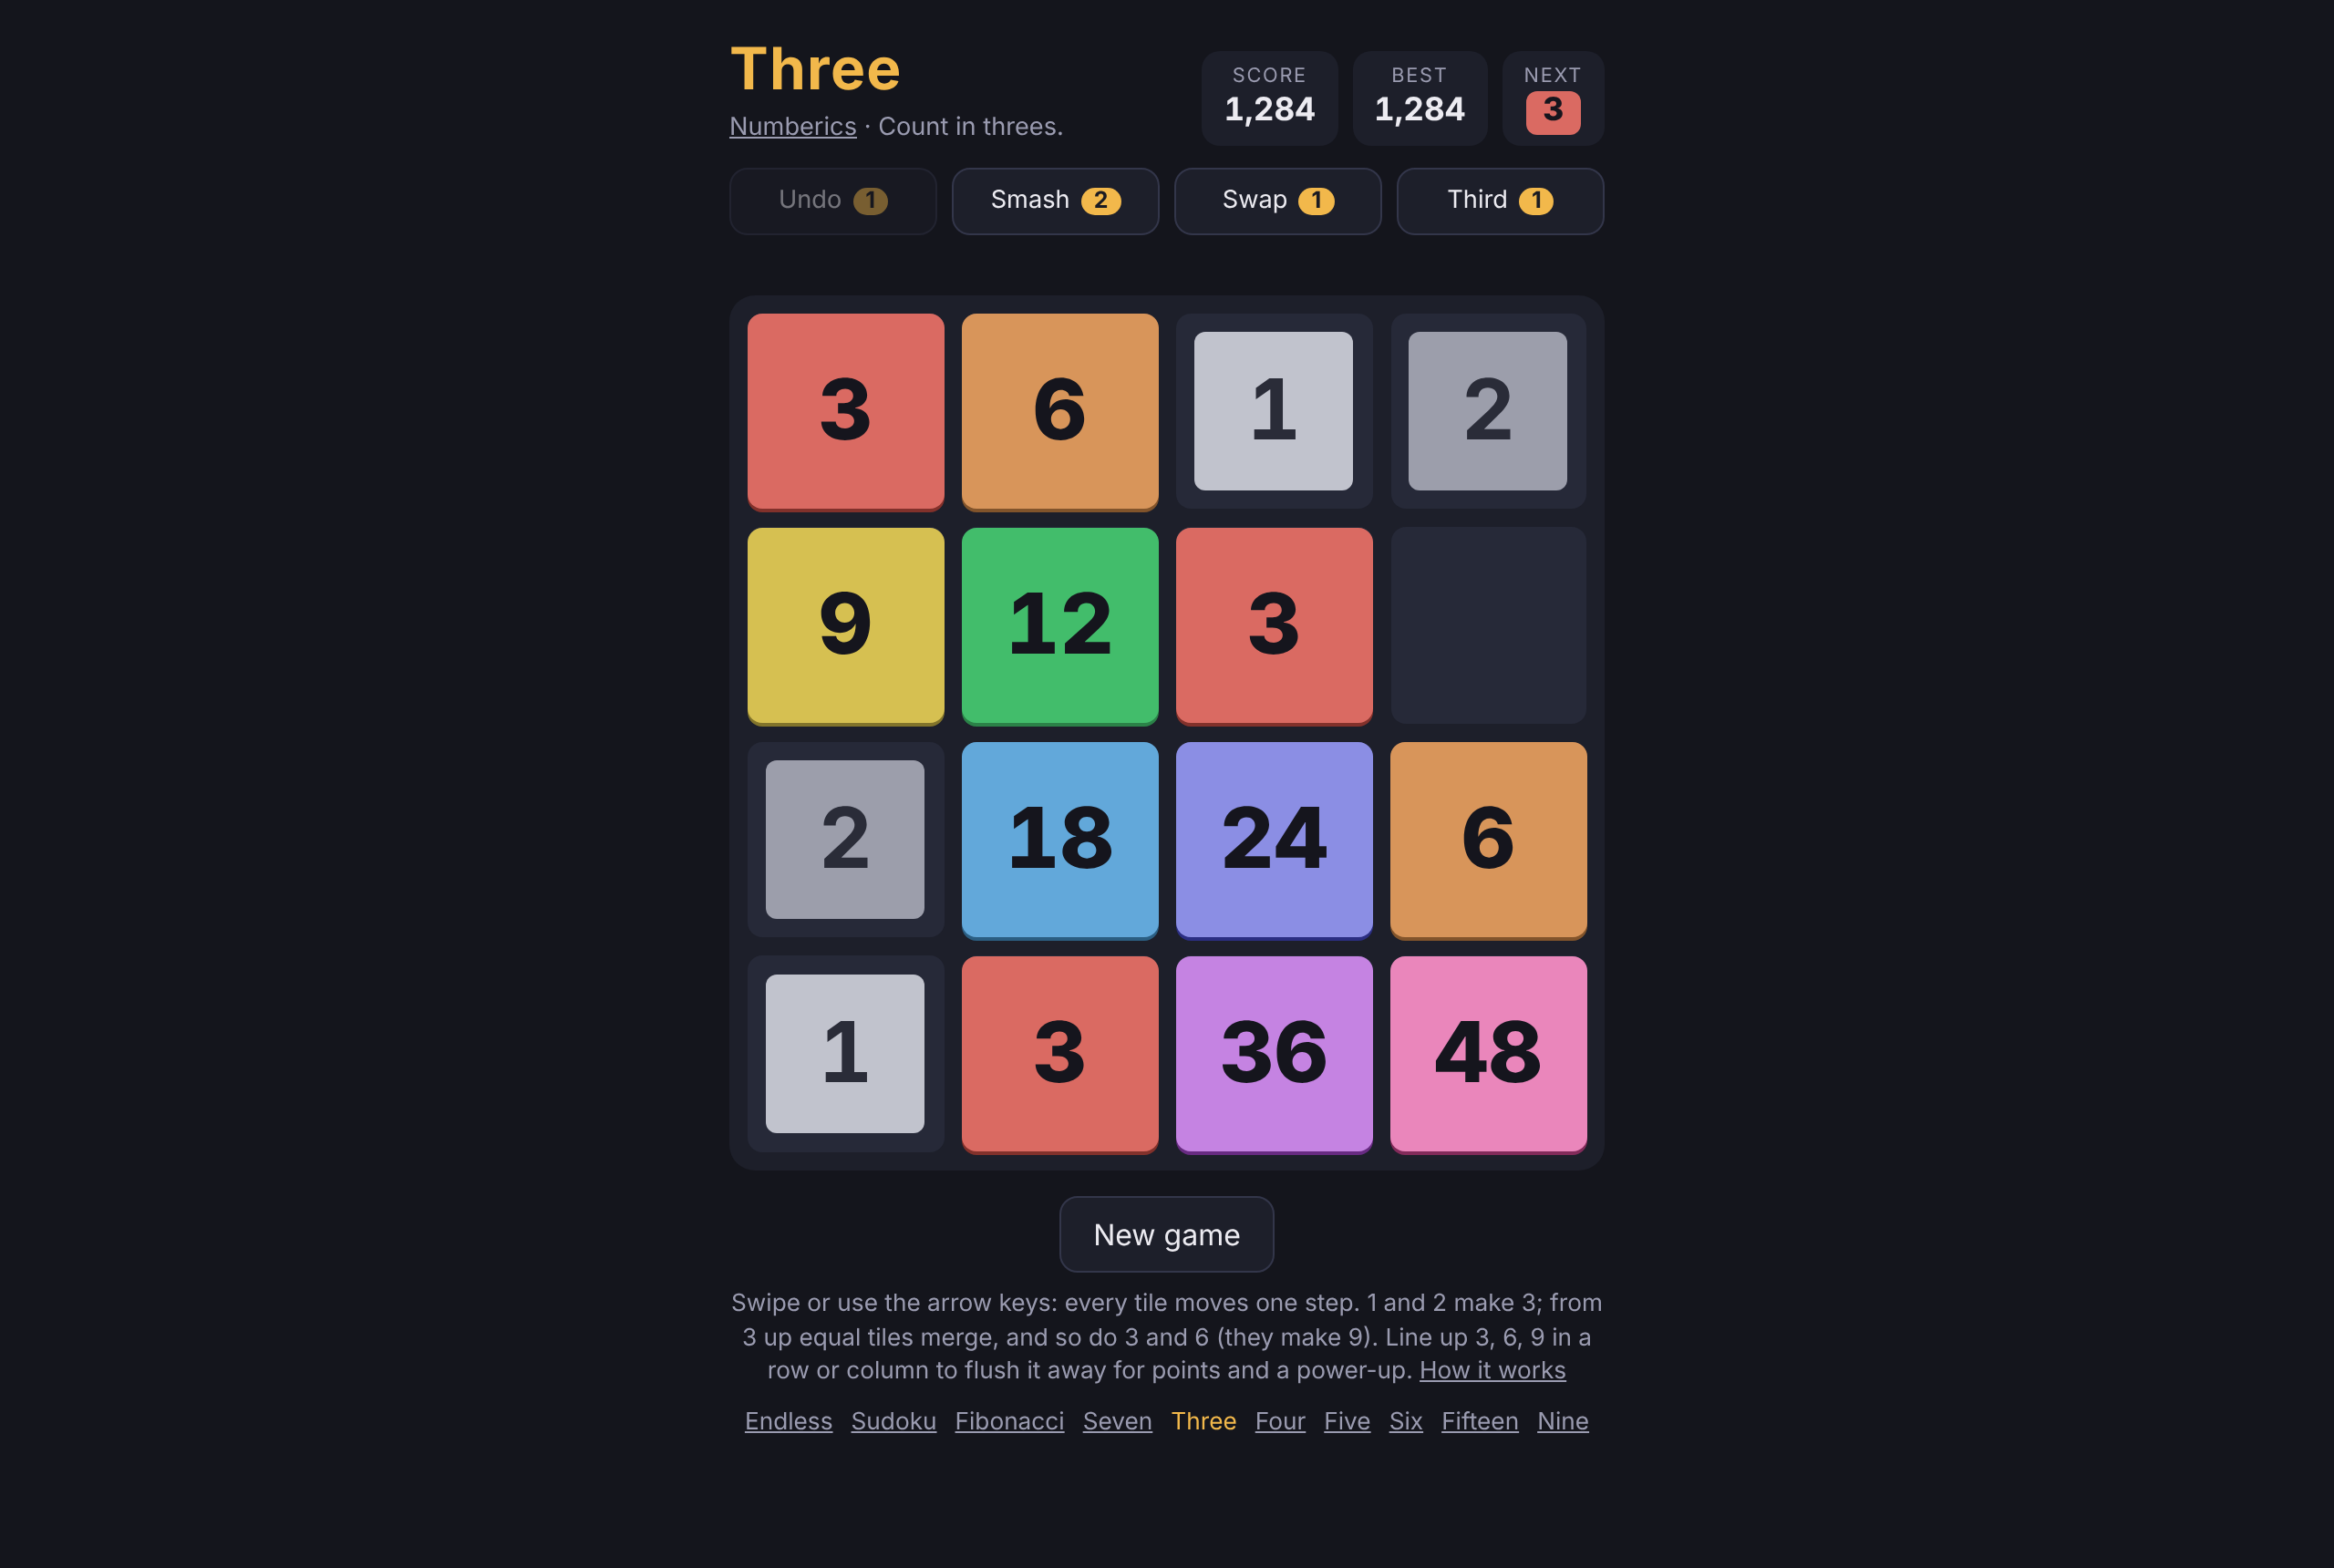 Three
Numberics · Count in threes.
SCORE
1,284
BEST
1,284
NEXT
3
Undo 1
Smash 2
Swap 1
Third 1
3 6 1 2
9 12 3
2 18 24 6
1 3 36 48
New game
Swipe or use the arrow keys: every tile moves one step. 1 and 2 make 3; from
3 up equal tiles merge, and so do 3 and 6 (they make 9). Line up 3, 6, 9 in a
row or column to flush it away for points and a power-up. How it works
Endless Sudoku Fibonacci Seven Three Four Five Six Fifteen Nine